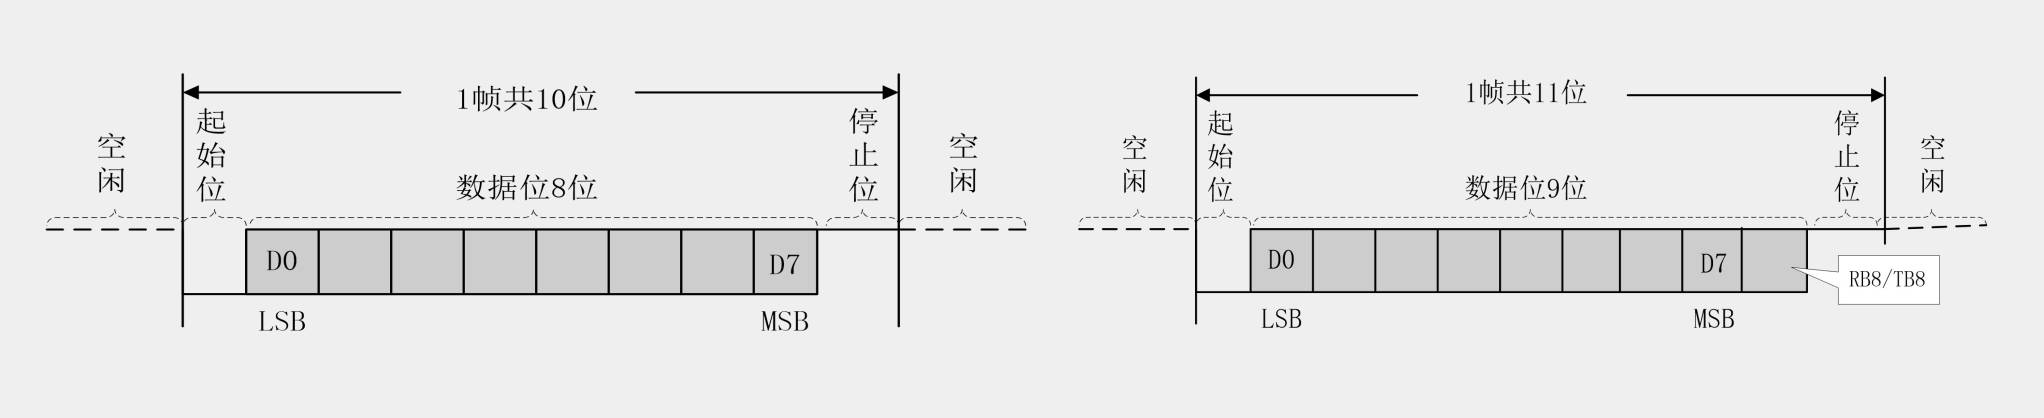 1帧共10位
空闲
起始位
数据位8位
停止位
空闲
D0
D7
LSB
MSB
1帧共11位
空闲
起始位
数据位9位
停止位
空闲
D0
D7
RB8/TB8
LSB
MSB